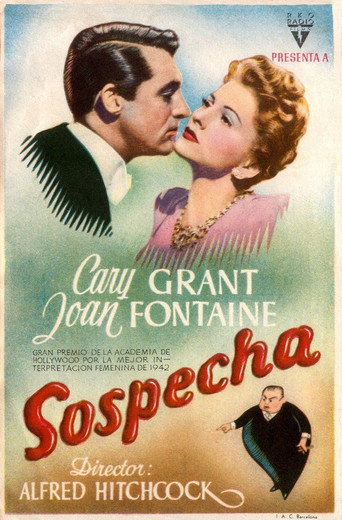 RKO
RADIO
PRESENTA A
Cary GRANT
Joan FONTAINE
GRAN PREMIO DE LA ACADEMIA DE
HOLLYWOOD POR LA MEJOR IN-
TERPRETACION FEMENINA DE 1942
Sospecha
Director:
ALFRED HITCHCOCK
I. A. C. Barcelona